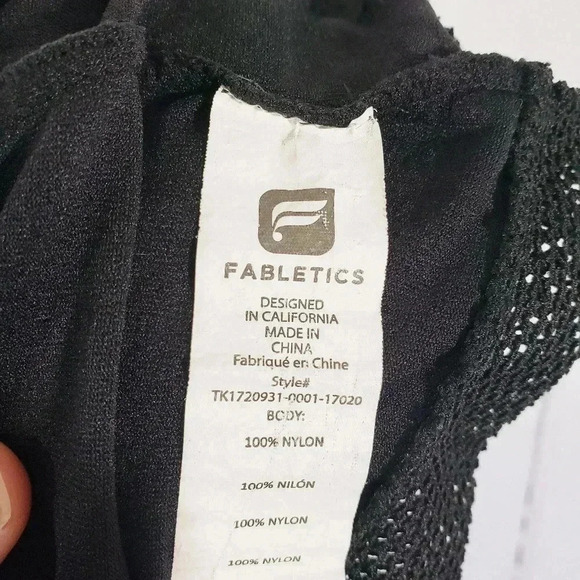 FABLETICS
DESIGNED
IN CALIFORNIA
MADE IN
CHINA
Fabriqué en Chine
Style#
TK1720931-0001-17020
BODY:
100% NYLON
100% NILÓN
100% NYLON
100% NYLON